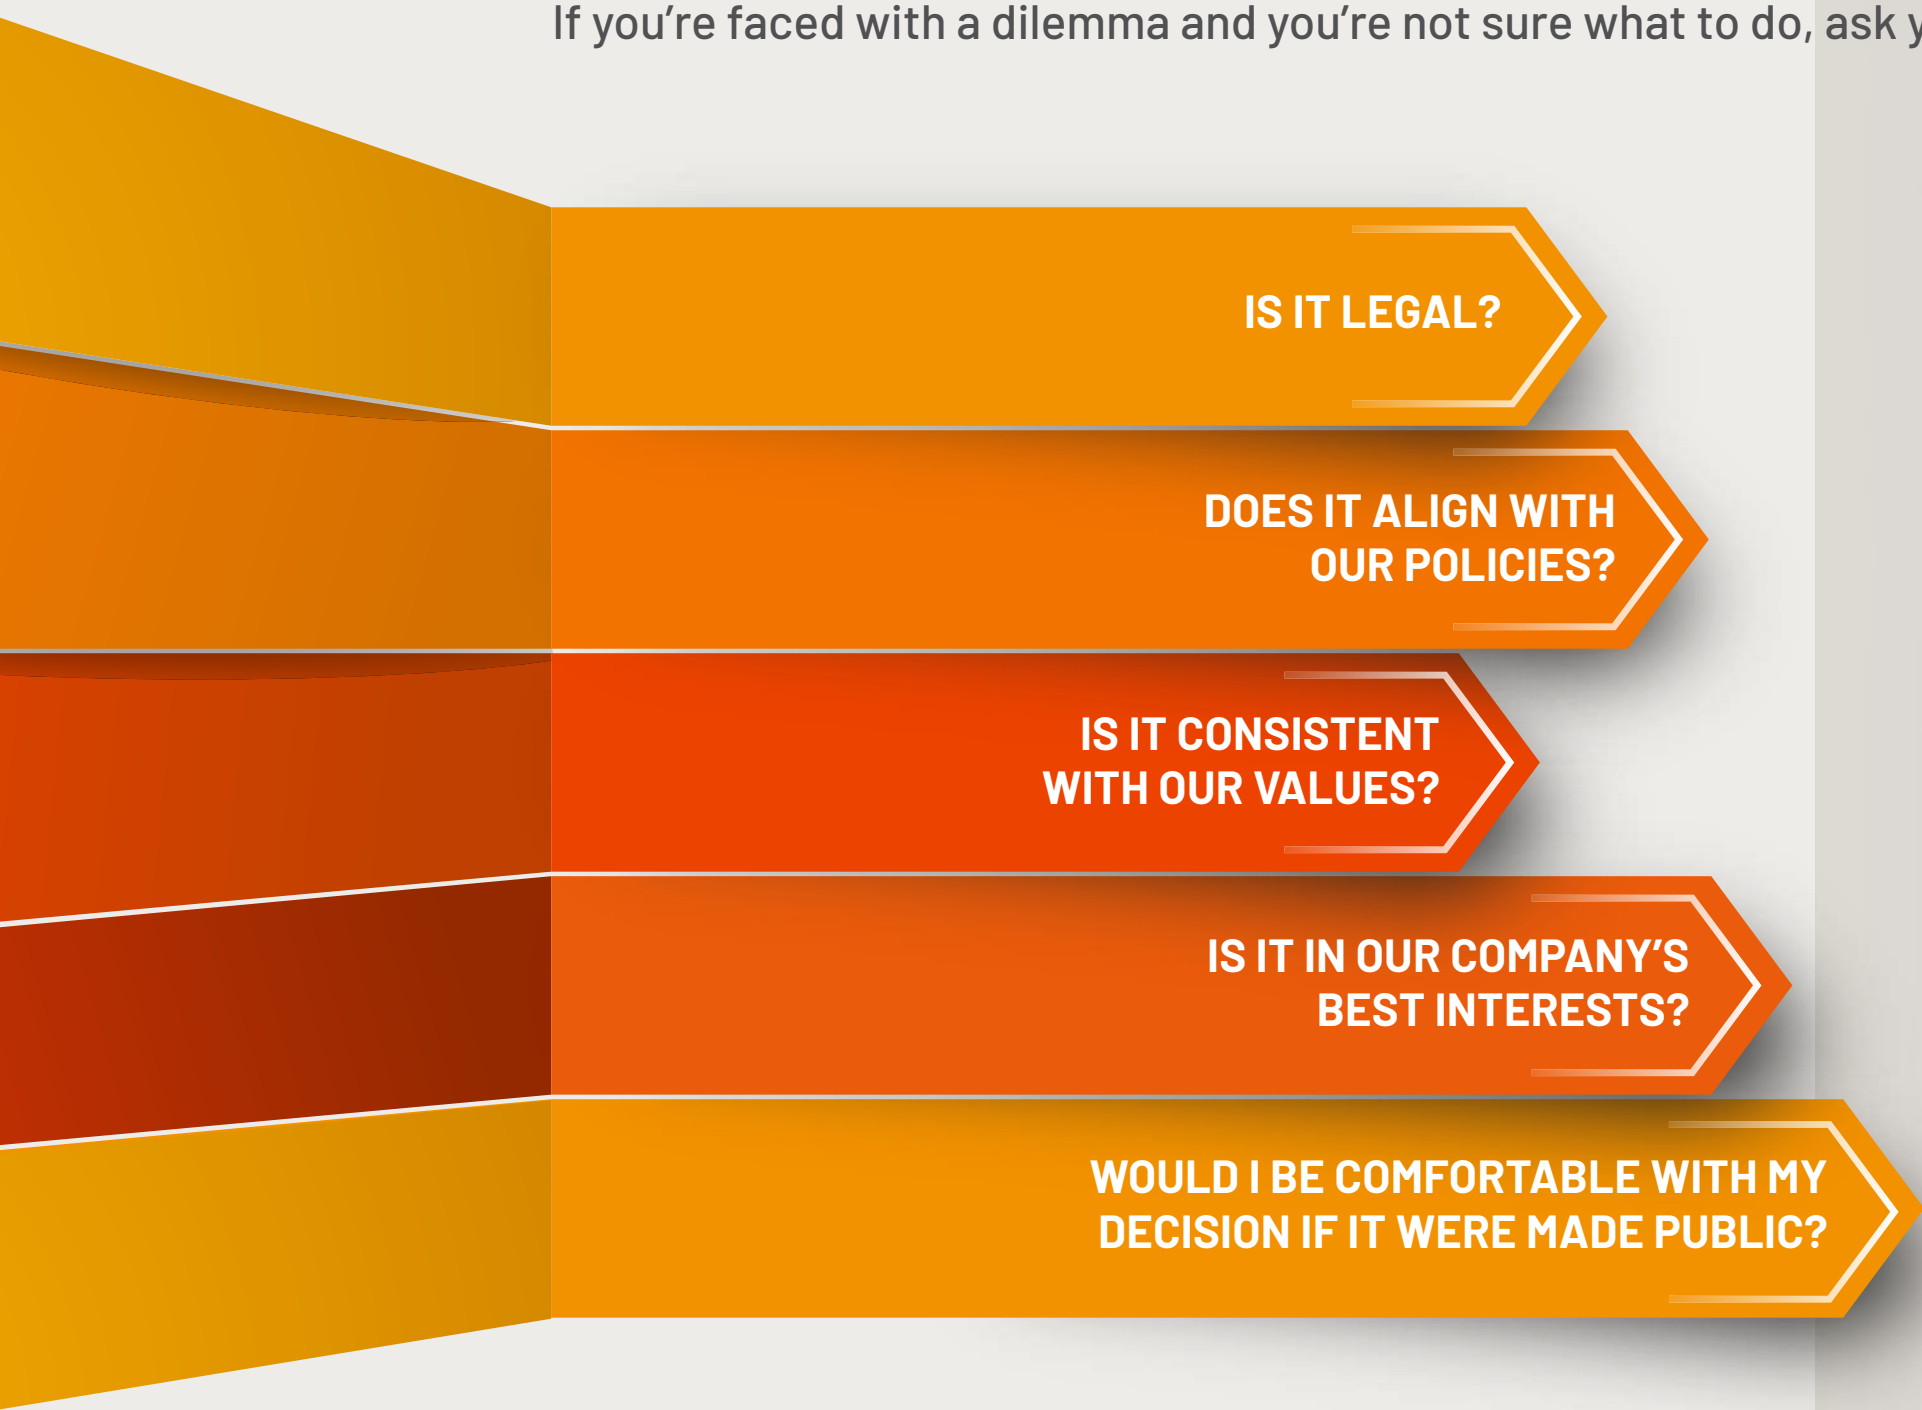 If you’re faced with a dilemma and you’re not sure what to do, ask
IS IT LEGAL?
DOES IT ALIGN WITH
OUR POLICIES?
IS IT CONSISTENT
WITH OUR VALUES?
IS IT IN OUR COMPANY’S
BEST INTERESTS?
WOULD I BE COMFORTABLE WITH MY
DECISION IF IT WERE MADE PUBLIC?